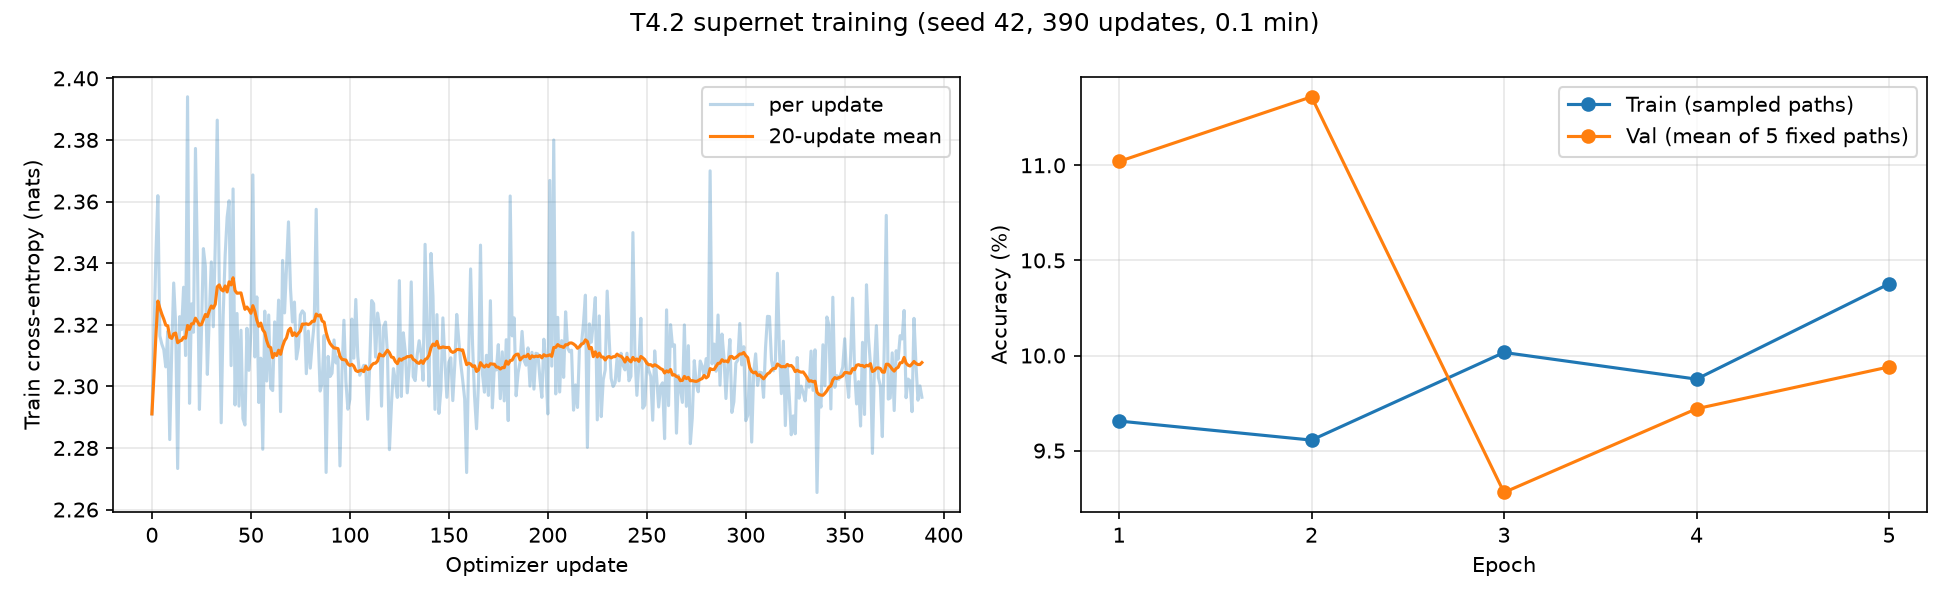 T4.2 supernet training (seed 42, 390 updates, 0.1 min)
Train cross-entropy (nats)
2.40
2.38
2.36
2.34
2.32
2.30
2.28
2.26
per update
20-update mean
0
50
100
150
200
250
300
350
400
Optimizer update
Accuracy (%)
11.0
10.5
10.0
9.5
Train (sampled paths)
Val (mean of 5 fixed paths)
1
2
3
4
5
Epoch